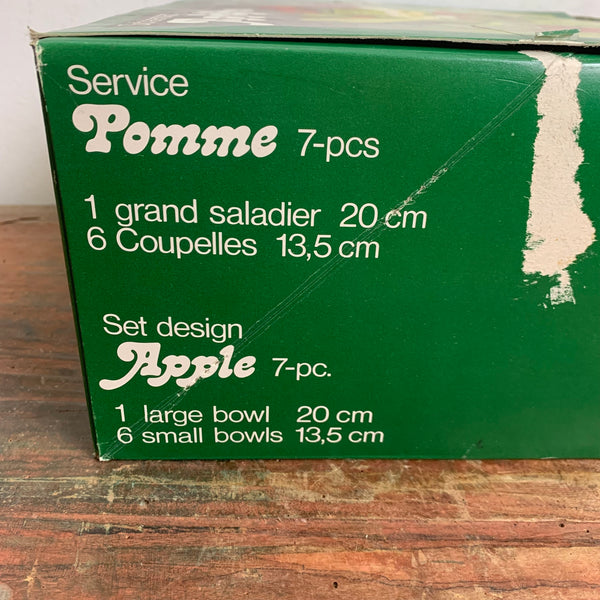 Service
Pomme 7-pcs
1 grand saladier 20 cm
6 Coupelles 13,5 cm
Set design
Apple 7-pc.
1 large bowl 20 cm
6 small bowls 13,5 cm